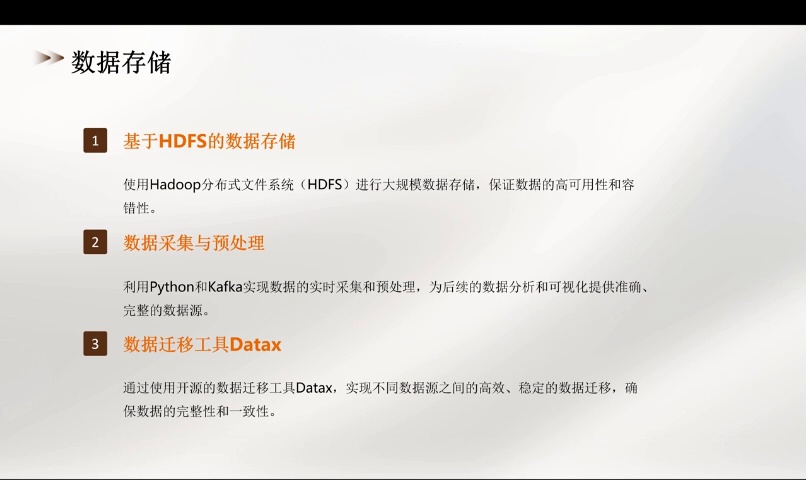 数据存储
1 基于HDFS的数据存储
使用Hadoop分布式文件系统（HDFS）进行大规模数据存储，保证数据的高可用性和容
错性。
2 数据采集与预处理
利用Python和Kafka实现数据的实时采集和预处理，为后续的数据分析和可视化提供准确、
完整的数据源。
3 数据迁移工具Datax
通过使用开源的数据迁移工具Datax，实现不同数据源之间的高效、稳定的数据迁移，确
保数据的完整性和一致性。